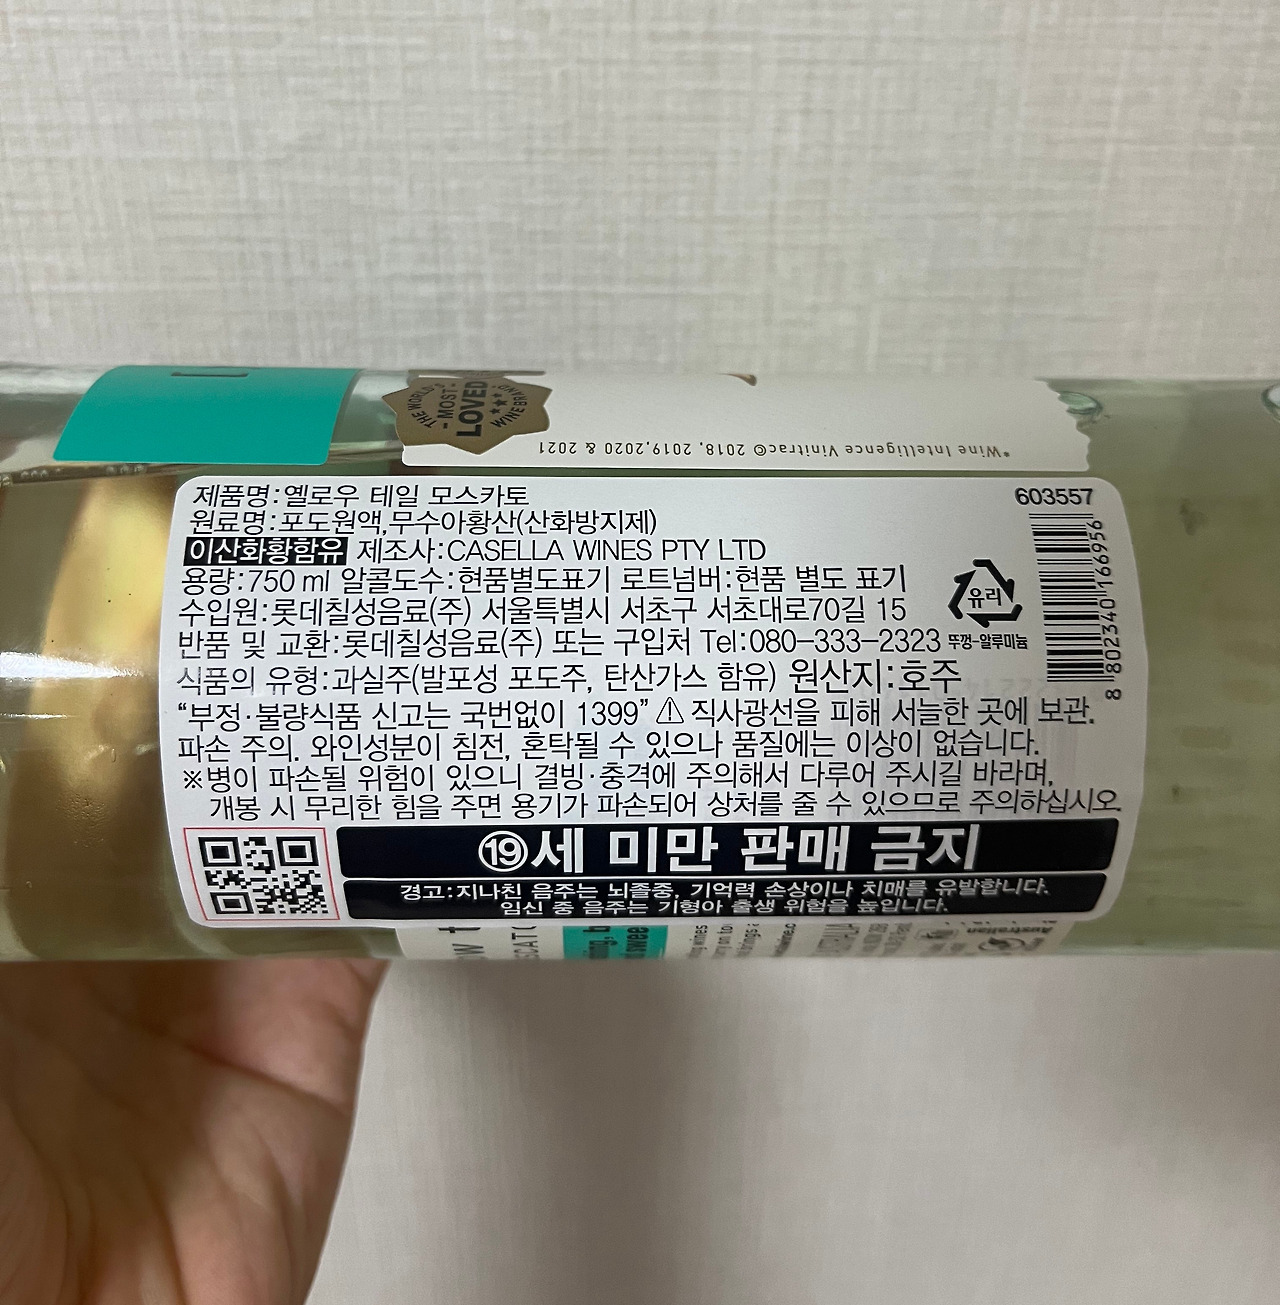 THE WORLD'S
-MOST-
LOVED
WINE BRAND
*Wine Intelligence Vinitrac© 2018, 2019,2020 & 2021
제품명:옐로우 테일 모스카토
603557
원료명:포도원액,무수아황산(산화방지제)
이산화황함유 제조사:CASELLA WINES PTY LTD
용량:750 ml 알콜도수:현품별도표기 로트넘버:현품 별도 표기
유리
수입원:롯데칠성음료(주) 서울특별시 서초구 서초대로70길 15
반품 및 교환:롯데칠성음료(주) 또는 구입처 Tel:080-333-2323
뚜껑-알루미늄
8 802340 166956
식품의 유형:과실주(발포성 포도주, 탄산가스 함유) 원산지:호주
“부정·불량식품 신고는 국번없이 1399” ⚠ 직사광선을 피해 서늘한 곳에 보관.
파손 주의. 와인성분이 침전, 혼탁될 수 있으나 품질에는 이상이 없습니다.
※병이 파손될 위험이 있으니 결빙·충격에 주의해서 다루어 주시길 바라며,
개봉 시 무리한 힘을 주면 용기가 파손되어 상처를 줄 수 있으므로 주의하십시오.
⑲세 미만 판매 금지
경고:지나친 음주는 뇌졸중, 기억력 손상이나 치매를 유발합니다.
임신 중 음주는 기형아 출생 위험을 높입니다.
Australian